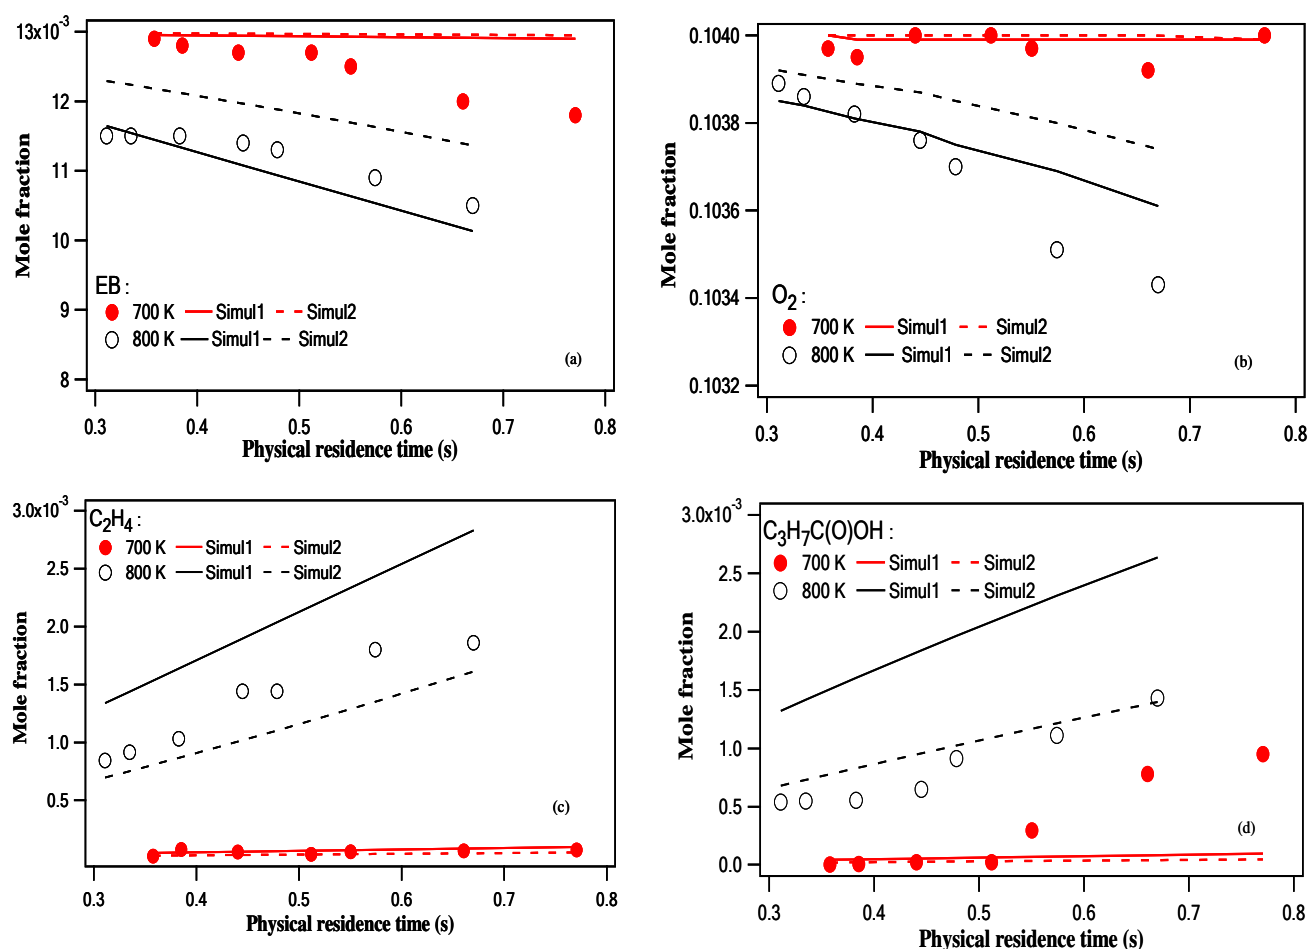 13x10⁻³
12
11
10
9
8
Mole fraction
EB :
700 K Simul1 Simul2
800 K Simul1 Simul2
(a)
0.3 0.4 0.5 0.6 0.7 0.8
Physical residence time (s)
0.1040
0.1038
0.1036
0.1034
0.1032
Mole fraction
O₂ :
700 K Simul1 Simul2
800 K Simul1 Simul2
(b)
0.3 0.4 0.5 0.6 0.7 0.8
Physical residence time (s)
3.0x10⁻³
2.5
2.0
1.5
1.0
0.5
Mole fraction
C₂H₄ :
700 K Simul1 Simul2
800 K Simul1 Simul2
(c)
0.3 0.4 0.5 0.6 0.7 0.8
Physical residence time (s)
3.0x10⁻³
2.5
2.0
1.5
1.0
0.5
0.0
Mole fraction
C₃H₇C(O)OH :
700 K Simul1 Simul2
800 K Simul1 Simul2
(d)
0.3 0.4 0.5 0.6 0.7 0.8
Physical residence time (s)